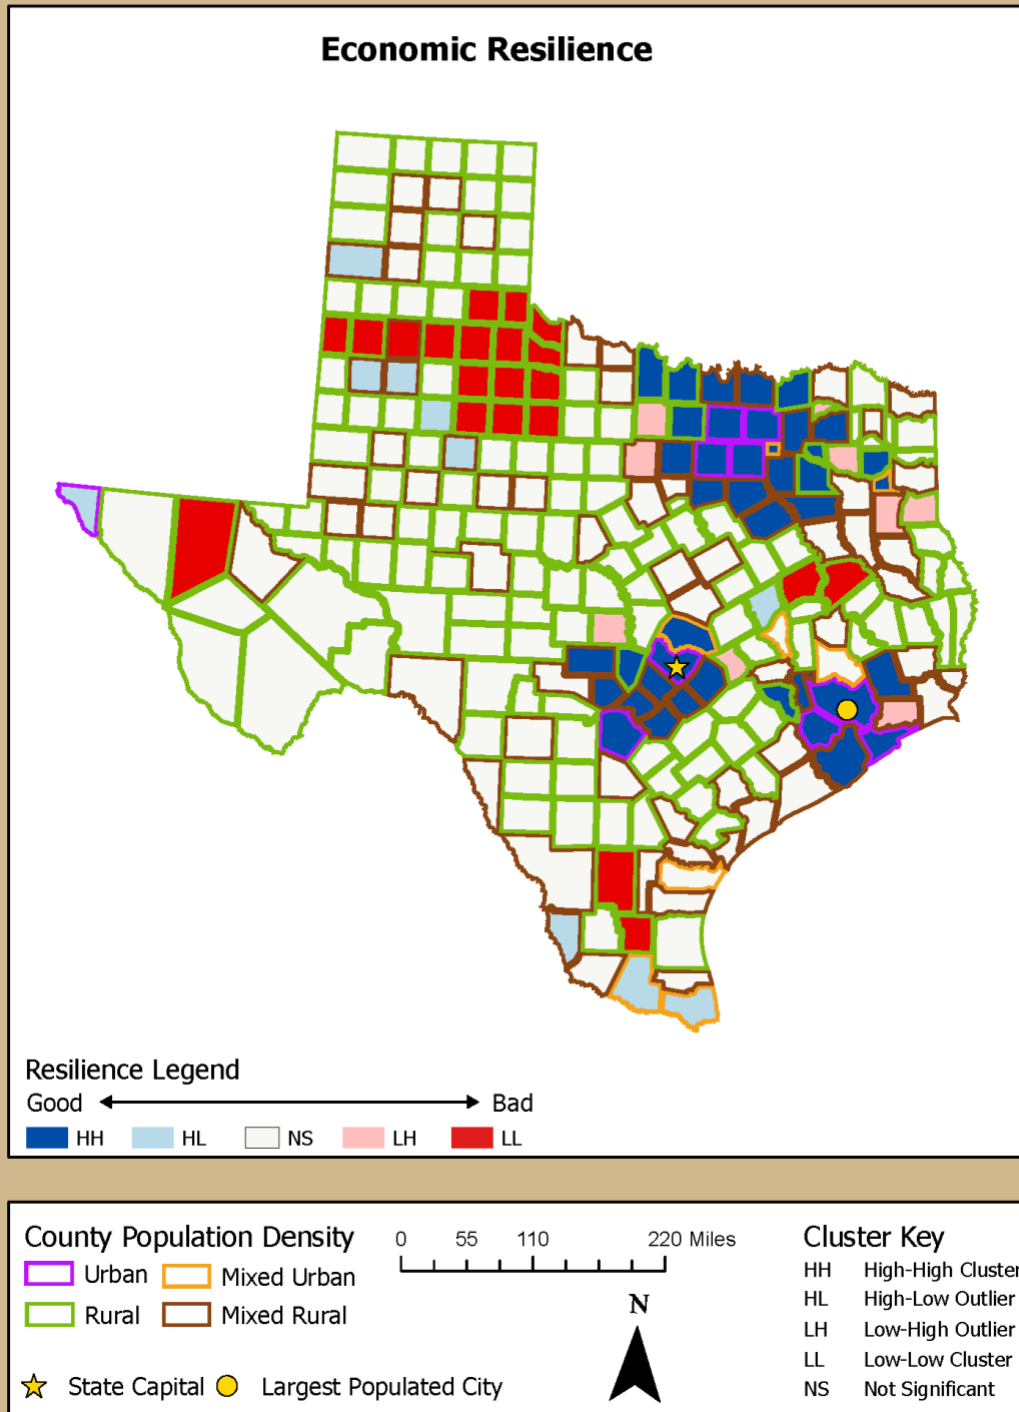 Economic Resilience
Resilience Legend
Good Bad
HH HL NS LH LL
County Population Density
Urban Mixed Urban
Rural Mixed Rural
State Capital Largest Populated City
0 55 110 220 Miles
N
Cluster Key
HH High-High Cluster
HL High-Low Outlier
LH Low-High Outlier
LL Low-Low Cluster
NS Not Significant